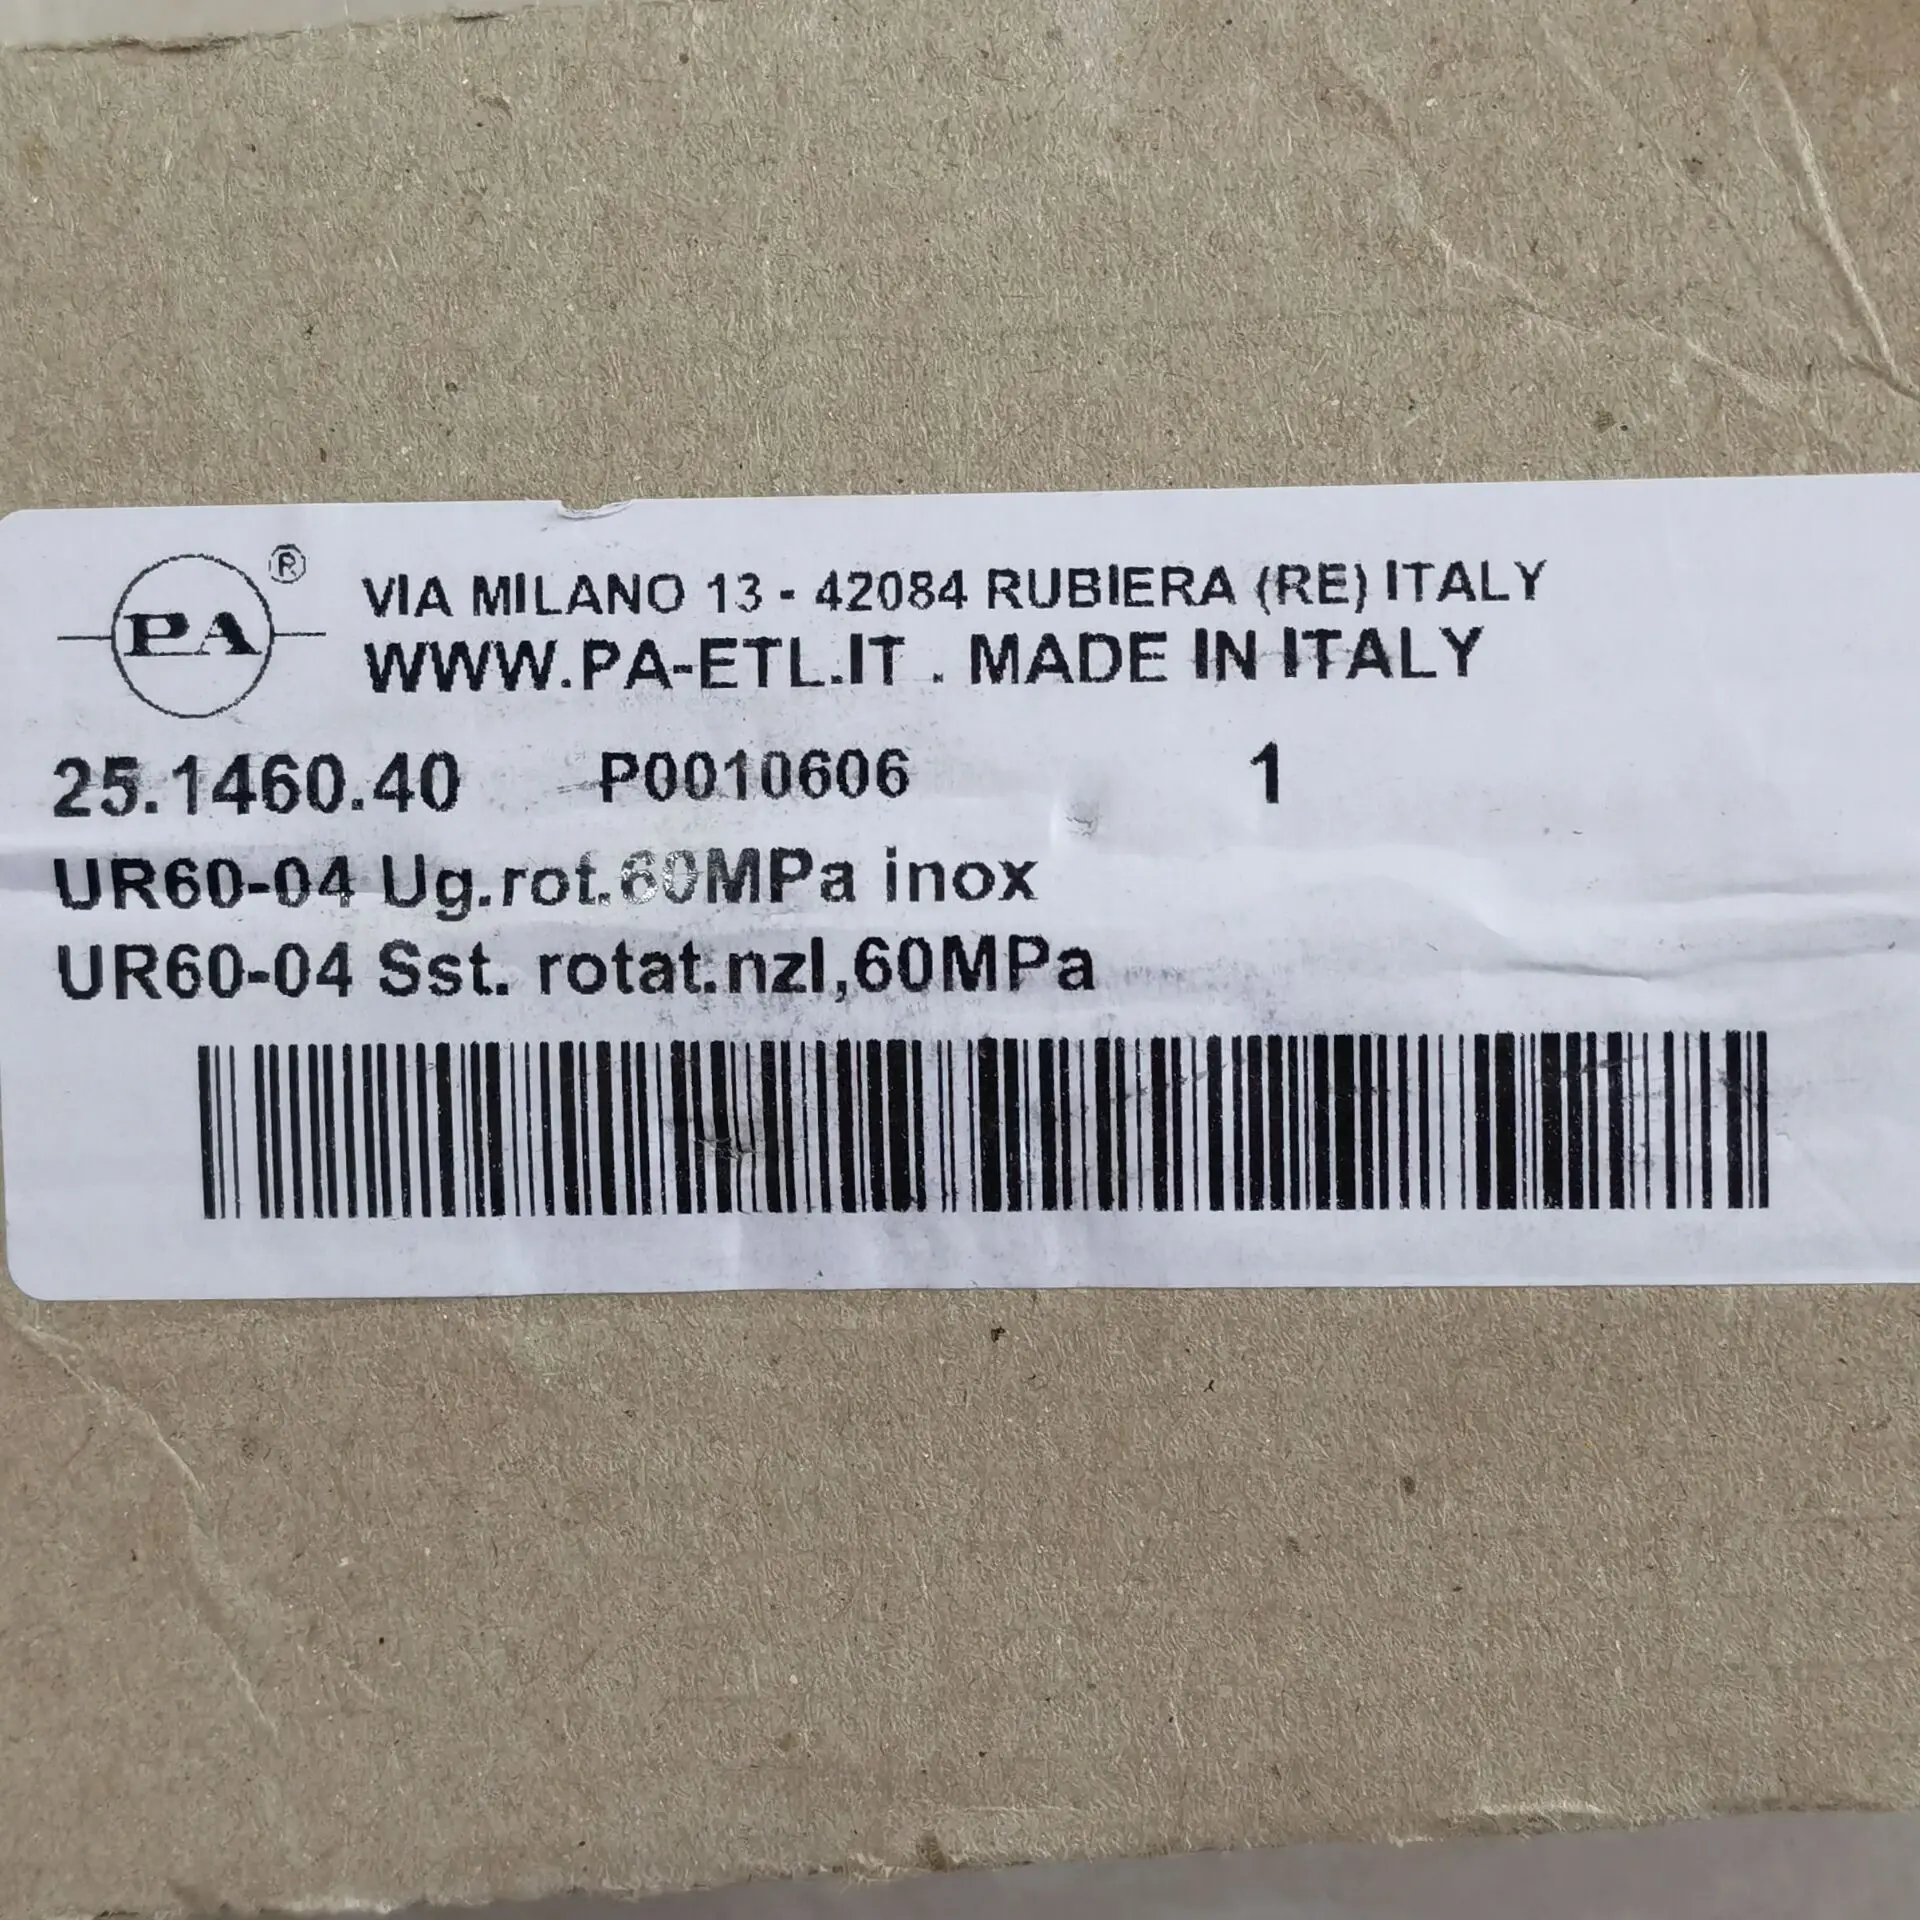 PA®
VIA MILANO 13 - 42084 RUBIERA (RE) ITALY
WWW.PA-ETL.IT . MADE IN ITALY
25.1460.40 P0010606 1
UR60-04 Ug.rot.60MPa inox
UR60-04 Sst. rotat.nzl,60MPa